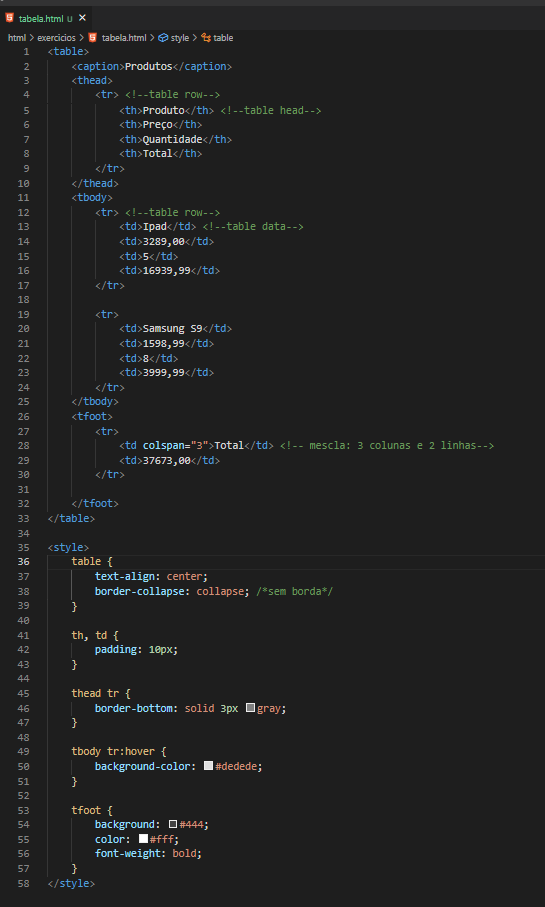 tabela.html U ×
html > exercicios > tabela.html > style > table
1 <table>
2 <caption>Produtos</caption>
3 <thead>
4 <tr> <!--table row-->
5 <th>Produto</th> <!--table head-->
6 <th>Preço</th>
7 <th>Quantidade</th>
8 <th>Total</th>
9 </tr>
10 </thead>
11 <tbody>
12 <tr> <!--table row-->
13 <td>Ipad</td> <!--table data-->
14 <td>3289,00</td>
15 <td>5</td>
16 <td>16939,99</td>
17 </tr>
18
19 <tr>
20 <td>Samsung S9</td>
21 <td>1598,99</td>
22 <td>8</td>
23 <td>3999,99</td>
24 </tr>
25 </tbody>
26 <tfoot>
27 <tr>
28 <td colspan="3">Total</td> <!-- mescla: 3 colunas e 2 linhas-->
29 <td>37673,00</td>
30 </tr>
31
32 </tfoot>
33 </table>
34
35 <style>
36 table {
37 text-align: center;
38 border-collapse: collapse; /*sem borda*/
39 }
40
41 th, td {
42 padding: 10px;
43 }
44
45 thead tr {
46 border-bottom: solid 3px gray;
47 }
48
49 tbody tr:hover {
50 background-color: #dedede;
51 }
52
53 tfoot {
54 background: #444;
55 color: #fff;
56 font-weight: bold;
57 }
58 </style>